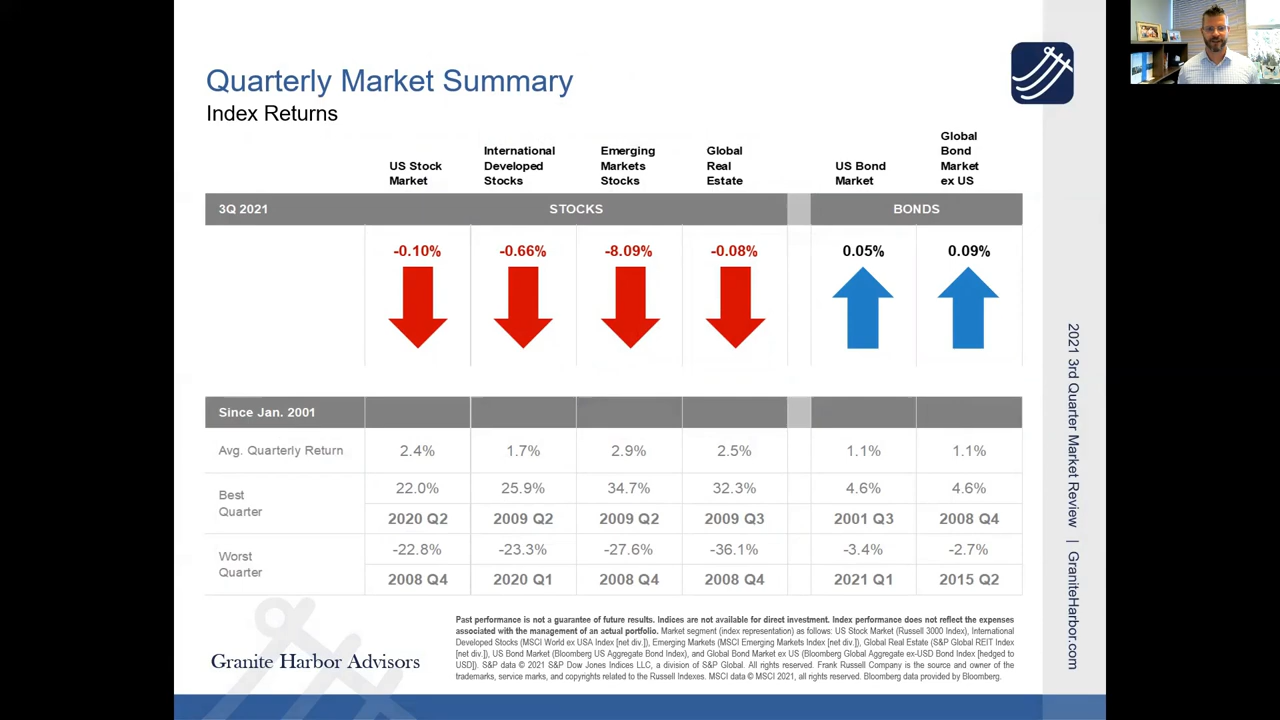 Quarterly Market Summary
Index Returns
US Stock
Market
International
Developed
Stocks
Emerging
Markets
Stocks
Global
Real
Estate
US Bond
Market
Global
Bond
Market
ex US
3Q 2021 STOCKS BONDS
-0.10% -0.66% -8.09% -0.08% 0.05% 0.09%
Since Jan. 2001
Avg. Quarterly Return 2.4% 1.7% 2.9% 2.5% 1.1% 1.1%
Best
Quarter
22.0% 25.9% 34.7% 32.3% 4.6% 4.6%
2020 Q2 2009 Q2 2009 Q2 2009 Q3 2001 Q3 2008 Q4
Worst
Quarter
-22.8% -23.3% -27.6% -36.1% -3.4% -2.7%
2008 Q4 2020 Q1 2008 Q4 2008 Q4 2021 Q1 2015 Q2
Past performance is not a guarantee of future results. Indices are not available for direct investment. Index performance does not reflect the expenses
associated with the management of an actual portfolio. Market segment (index representation) as follows: US Stock Market (Russell 3000 Index), International
Developed Stocks (MSCI World ex USA Index [net div.]), Emerging Markets (MSCI Emerging Markets Index [net div.]), Global Real Estate (S&P Global REIT Index
[net div.]), US Bond Market (Bloomberg US Aggregate Bond Index), and Global Bond Market ex US (Bloomberg Global Aggregate ex-USD Bond Index [hedged to
USD]). S&P data © 2021 S&P Dow Jones Indices LLC, a division of S&P Global. All rights reserved. Frank Russell Company is the source and owner of the
trademarks, service marks, and copyrights related to the Russell Indexes. MSCI data © MSCI 2021, all rights reserved. Bloomberg data provided by Bloomberg.
Granite Harbor Advisors
2021 3rd Quarter Market Review | GraniteHarbor.com